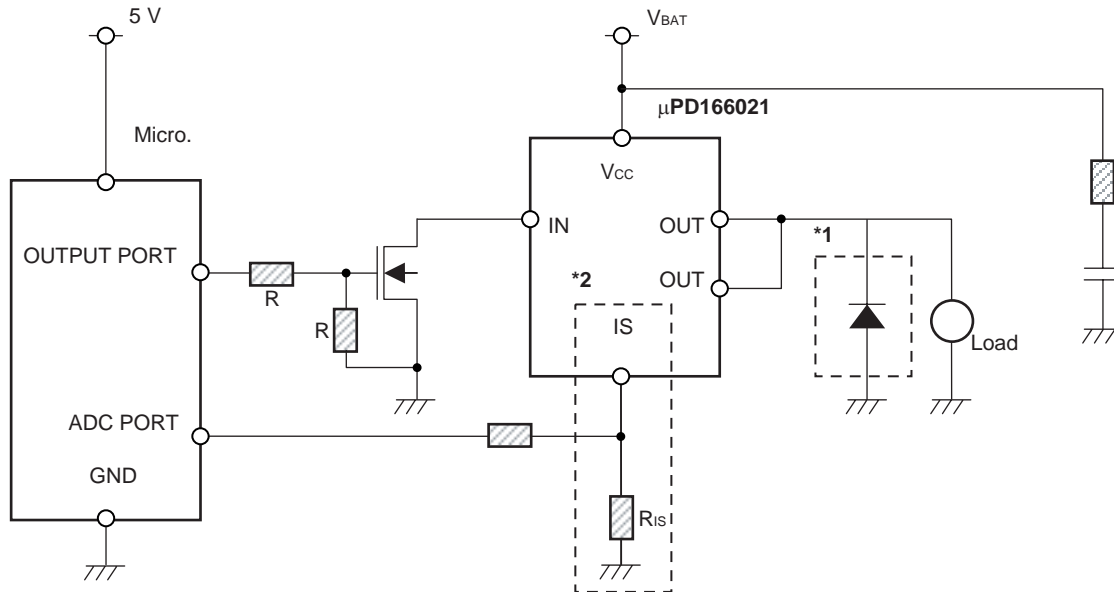 5 V
VBAT
μPD166021
Micro.
VCC
IN
OUT
*1
OUTPUT PORT
OUT
*2
R
IS
R
Load
ADC PORT
GND
RIS